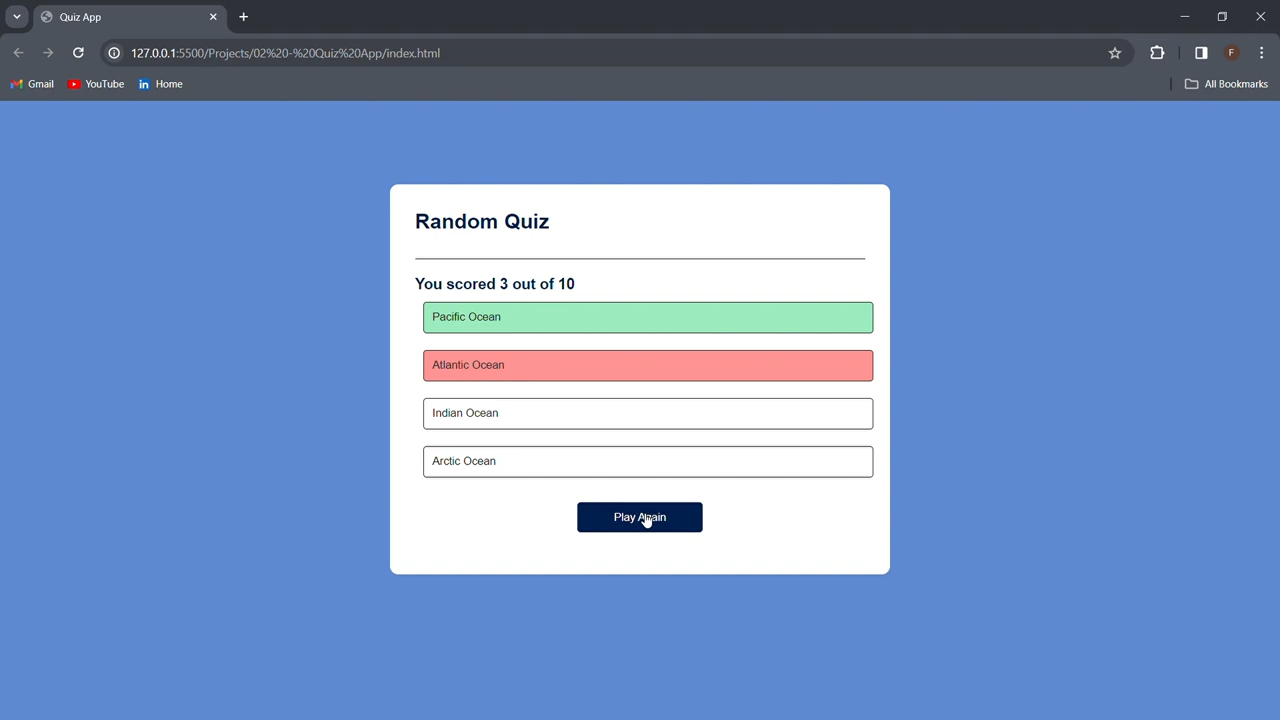 Quiz App
127.0.0.1:5500/Projects/02%20-%20Quiz%20App/index.html
F
Gmail YouTube in Home All Bookmarks
Random Quiz
You scored 3 out of 10
Pacific Ocean
Atlantic Ocean
Indian Ocean
Arctic Ocean
Play Again